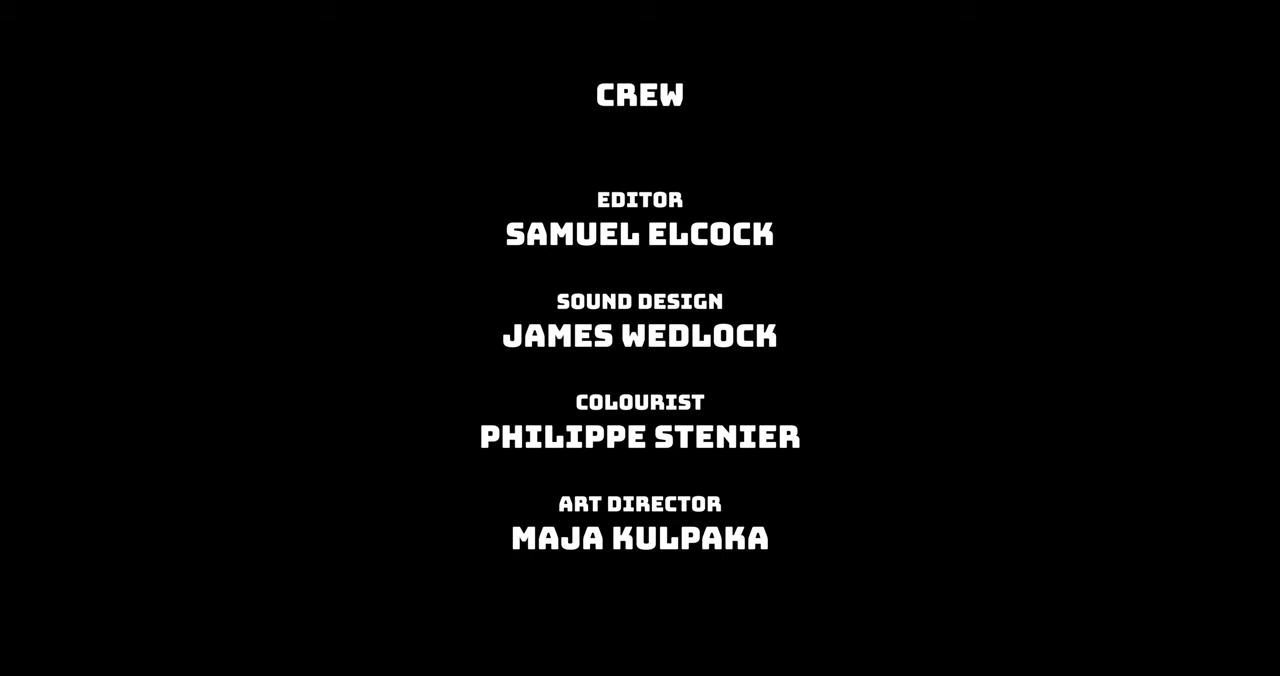 CREW
EDITOR
SAMUEL ELCOCK
SOUND DESIGN
JAMES WEDLOCK
COLOURIST
PHILIPPE STENIER
ART DIRECTOR
MAJA KULPAKA